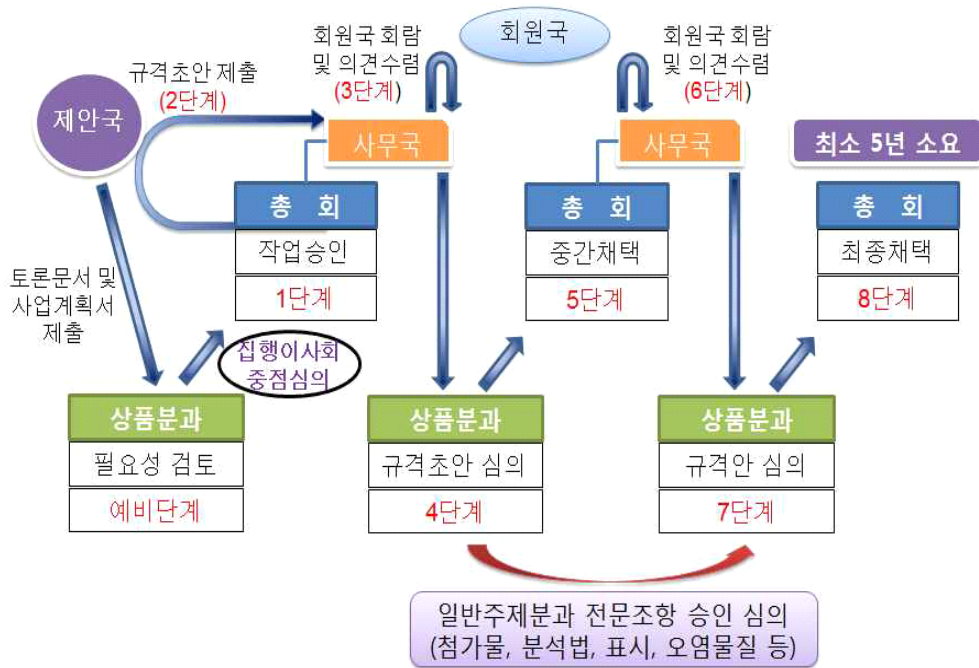 회원국
회원국 회람
및 의견수렴
(3단계)
회원국 회람
및 의견수렴
(6단계)
규격초안 제출
(2단계)
제안국
사무국
사무국
최소 5년 소요
총 회
작업승인
1단계
총 회
중간채택
5단계
총 회
최종채택
8단계
토론문서 및
사업계획서
제출
집행이사회
중점심의
상품분과
필요성 검토
예비단계
상품분과
규격초안 심의
4단계
상품분과
규격안 심의
7단계
일반주제분과 전문조항 승인 심의
(첨가물, 분석법, 표시, 오염물질 등)